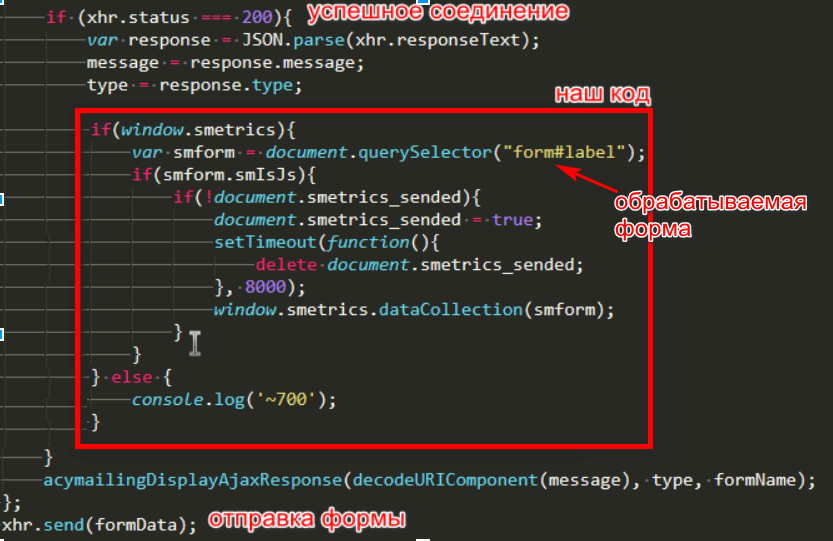 if (xhr.status === 200){ успешное соединение
var response = JSON.parse(xhr.responseText);
message = response.message;
type = response.type;
наш код
if(window.smetrics){
var smform = document.querySelector("form#label");
if(smform.smIsJs){
if(!document.smetrics_sended){
обрабатываемая
форма
document.smetrics_sended = true;
setTimeout(function(){
delete document.smetrics_sended;
}, 8000);
window.smetrics.dataCollection(smform);
}
}
} else {
console.log('~700');
}
}
acymailingDisplayAjaxResponse(decodeURIComponent(message), type, formName);
};
xhr.send(formData); отправка формы